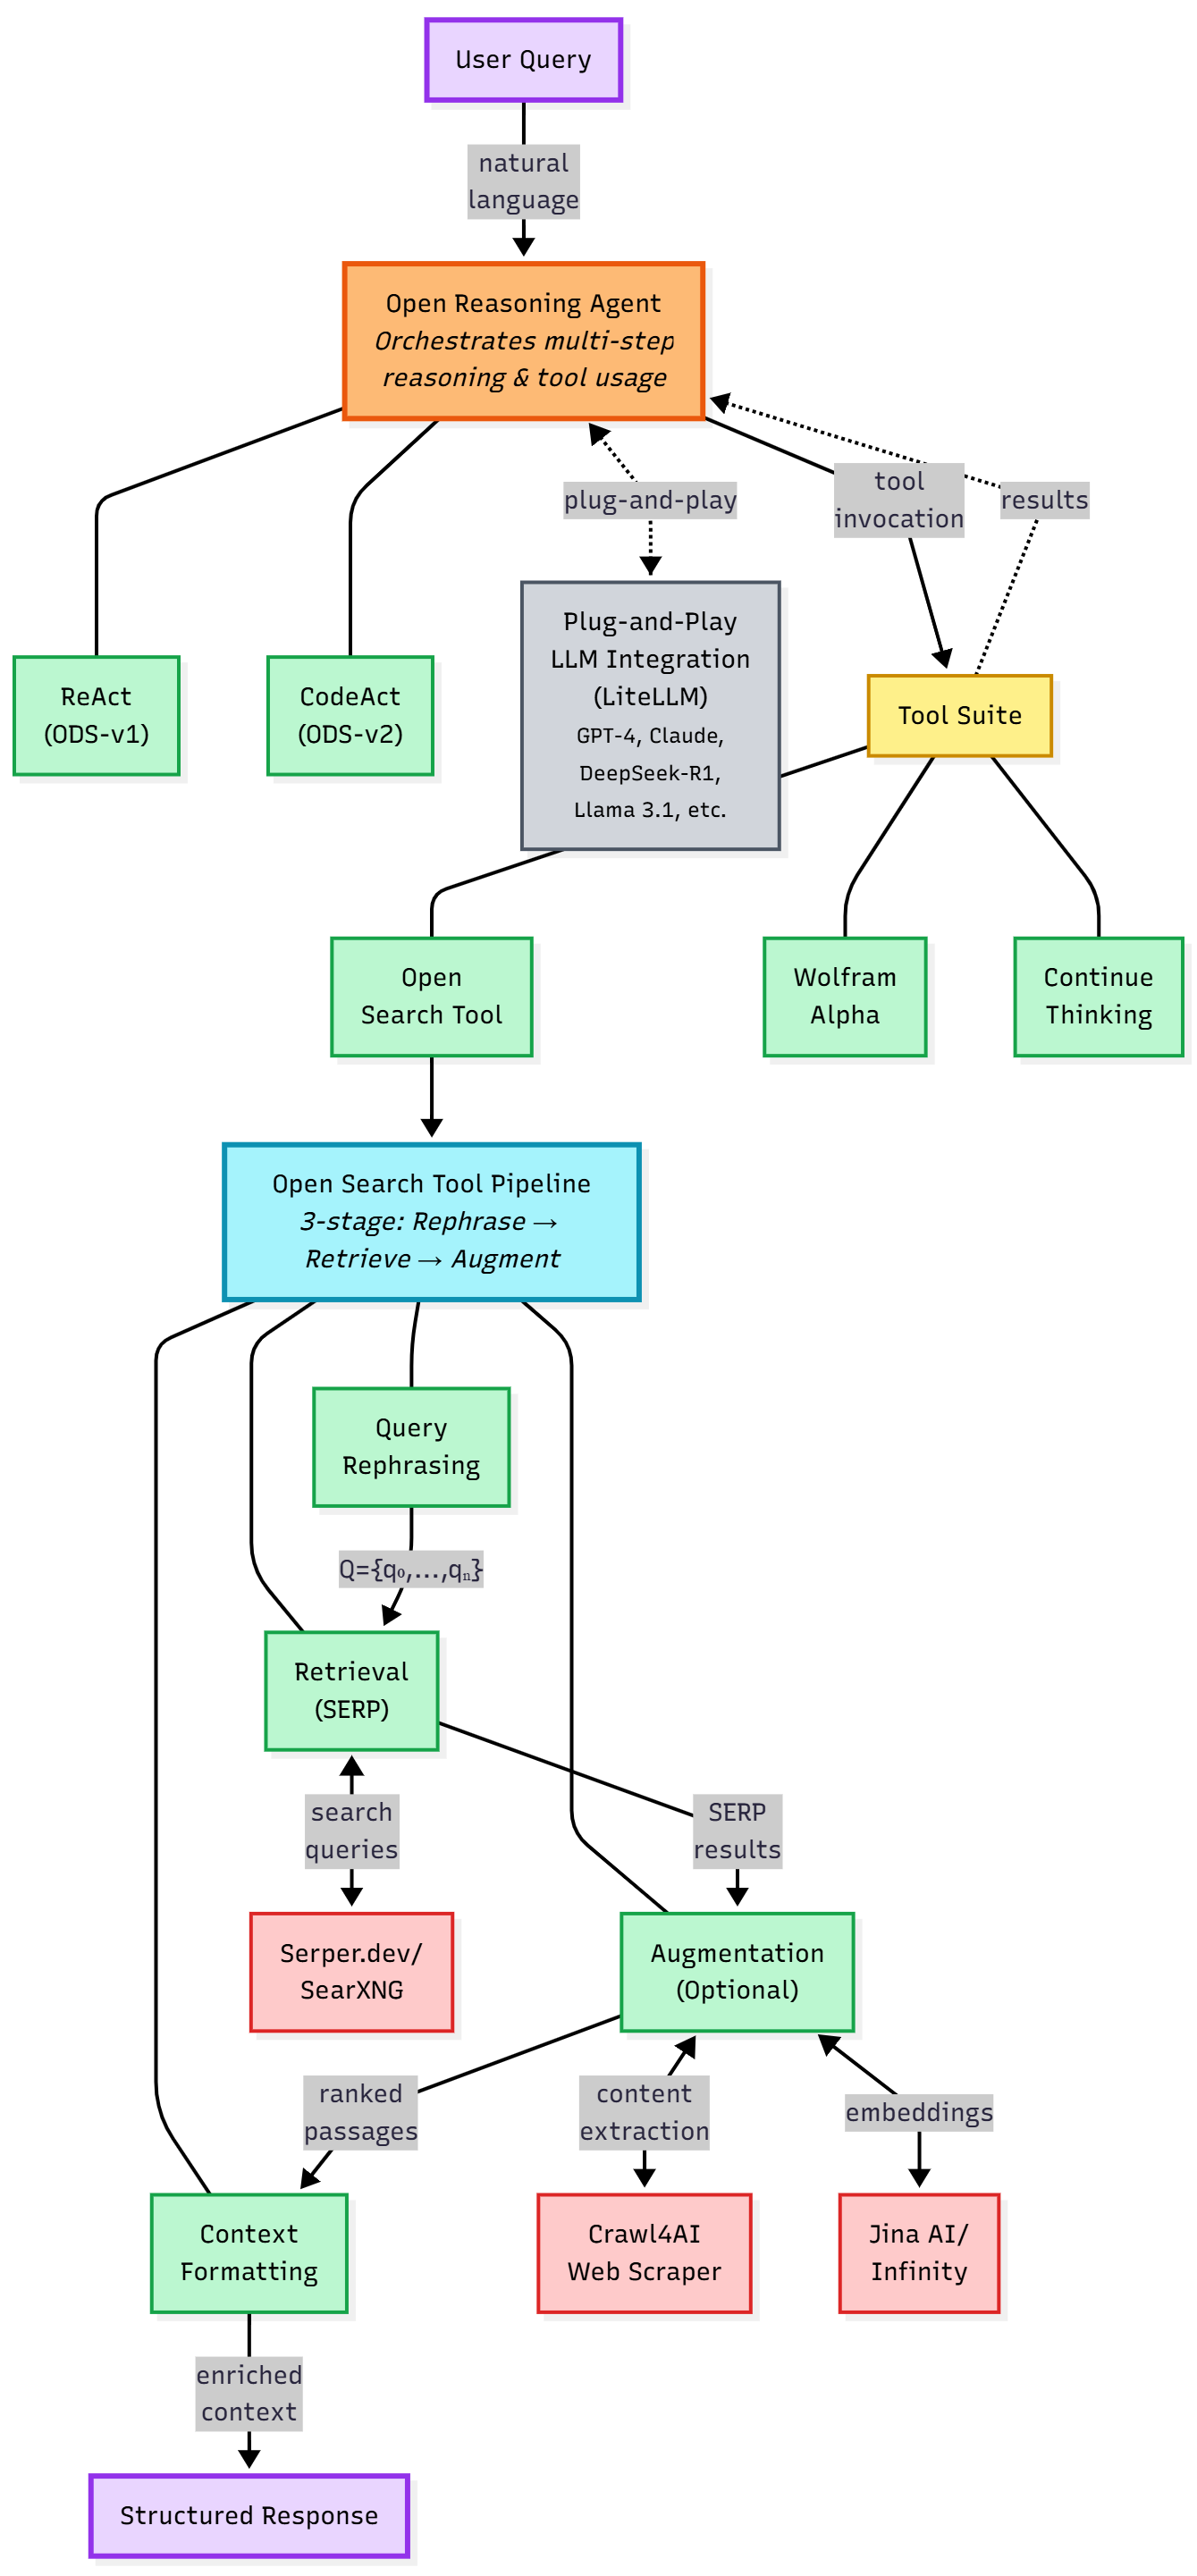 User Query
natural
language
Open Reasoning Agent
Orchestrates multi-step
reasoning & tool usage
plug-and-play
tool
invocation
results
ReAct
(ODS-v1)
CodeAct
(ODS-v2)
Plug-and-Play
LLM Integration
(LiteLLM)
GPT-4, Claude,
DeepSeek-R1,
Llama 3.1, etc.
Tool Suite
Open
Search Tool
Wolfram
Alpha
Continue
Thinking
Open Search Tool Pipeline
3-stage: Rephrase →
Retrieve → Augment
Query
Rephrasing
Q={q₀,...,qₙ}
Retrieval
(SERP)
search
queries
SERP
results
Serper.dev/
SearXNG
Augmentation
(Optional)
ranked
passages
content
extraction
embeddings
Context
Formatting
Crawl4AI
Web Scraper
Jina AI/
Infinity
enriched
context
Structured Response